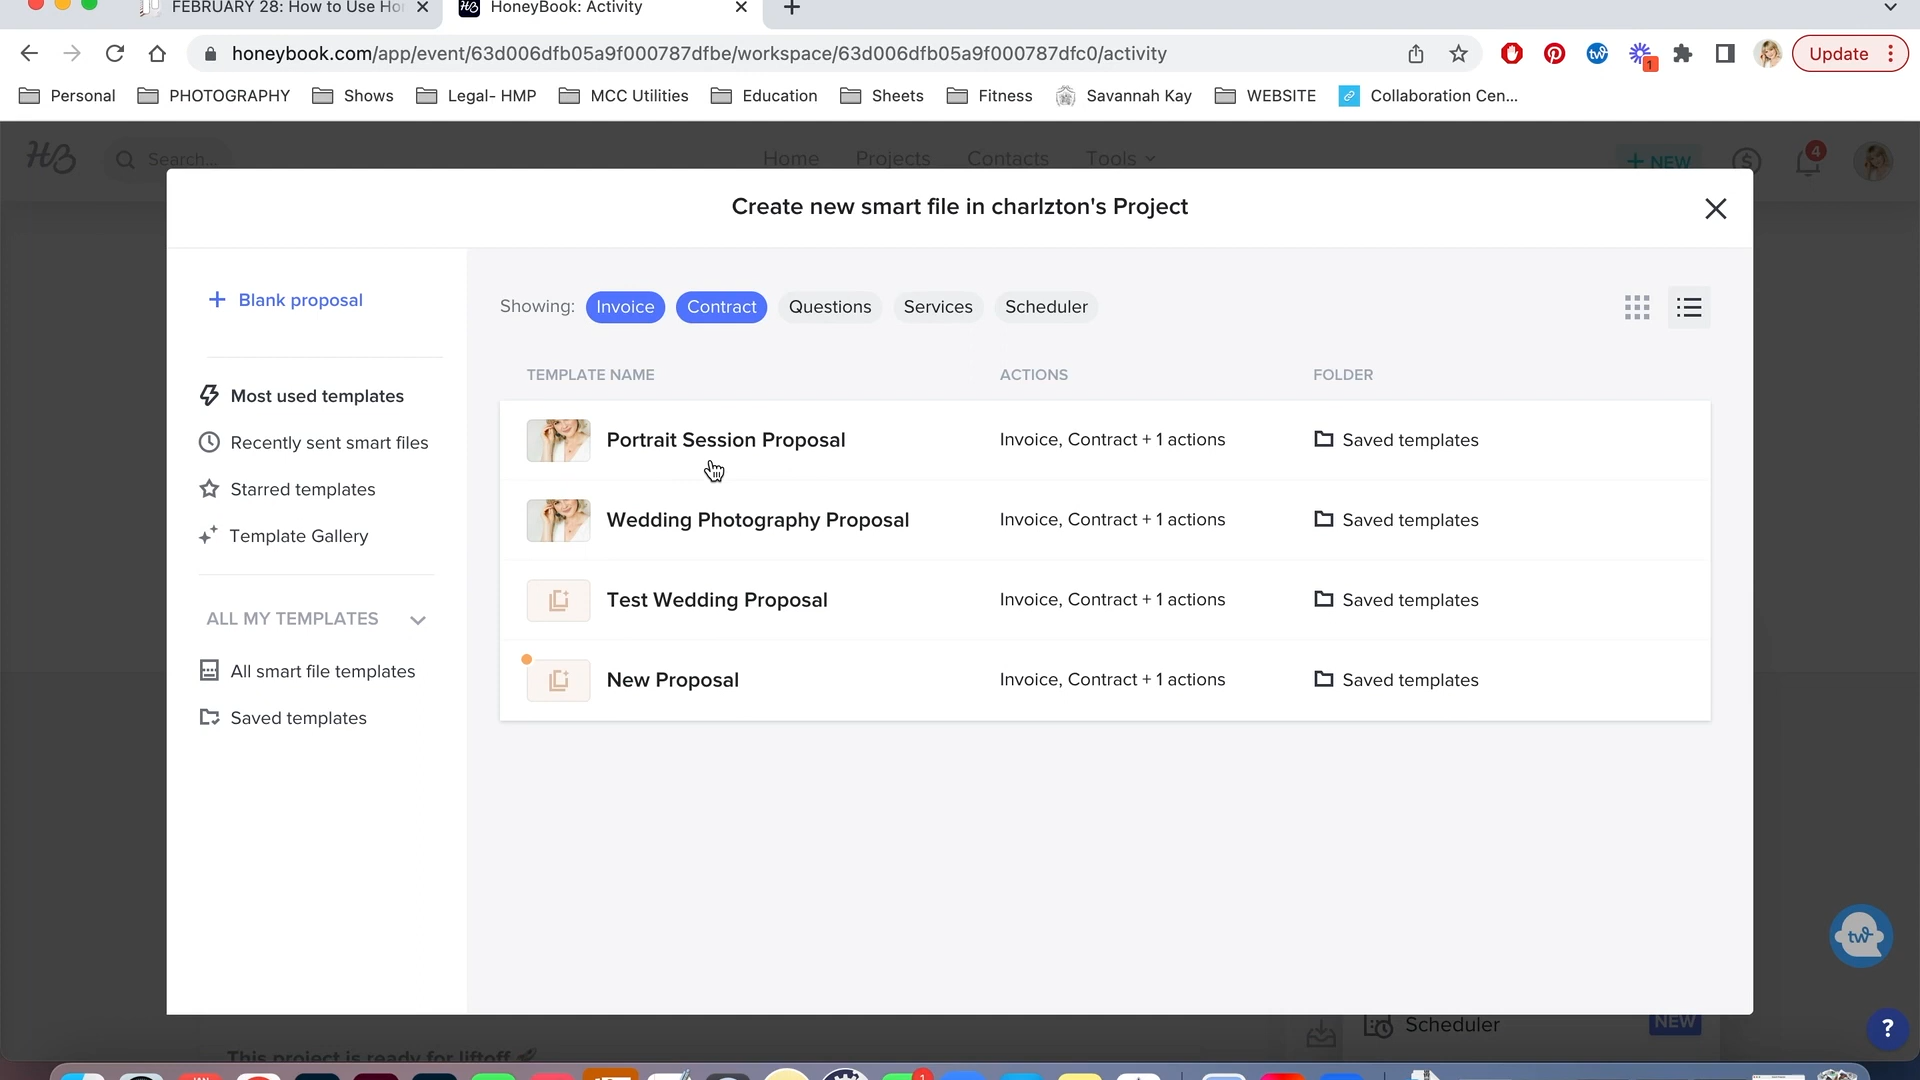 FEBRUARY 28: How to Use Ho
HoneyBook: Activity
honeybook.com/app/event/63d006dfb05a9f000787dfbe/workspace/63d006dfb05a9f000787dfc0/activity
1
Update
Personal
PHOTOGRAPHY
Shows
Legal- HMP
MCC Utilities
Education
Sheets
Fitness
Savannah Kay
WEBSITE
Collaboration Cen...
HB
Search...
Home
Projects
Contacts
Tools
+ NEW
4
Create new smart file in charlzton's Project
+ Blank proposal
Most used templates
Recently sent smart files
Starred templates
Template Gallery
ALL MY TEMPLATES
All smart file templates
Saved templates
Showing:
Invoice
Contract
Questions
Services
Scheduler
TEMPLATE NAME
ACTIONS
FOLDER
Portrait Session Proposal
Invoice, Contract + 1 actions
Saved templates
Wedding Photography Proposal
Invoice, Contract + 1 actions
Saved templates
Test Wedding Proposal
Invoice, Contract + 1 actions
Saved templates
New Proposal
Invoice, Contract + 1 actions
Saved templates
tw
Scheduler
NEW
?
This project is ready for liftoff
1